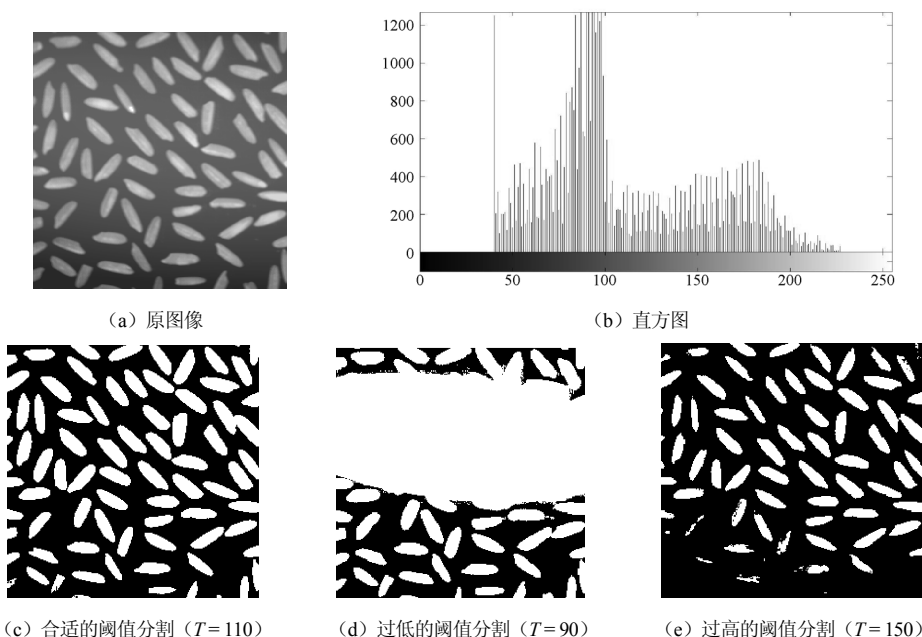 1200
1000
800
600
400
200
0
0 50 100 150 200 250
（a）原图像
（b）直方图
（c）合适的阈值分割（T = 110）
（d）过低的阈值分割（T = 90）
（e）过高的阈值分割（T = 150）